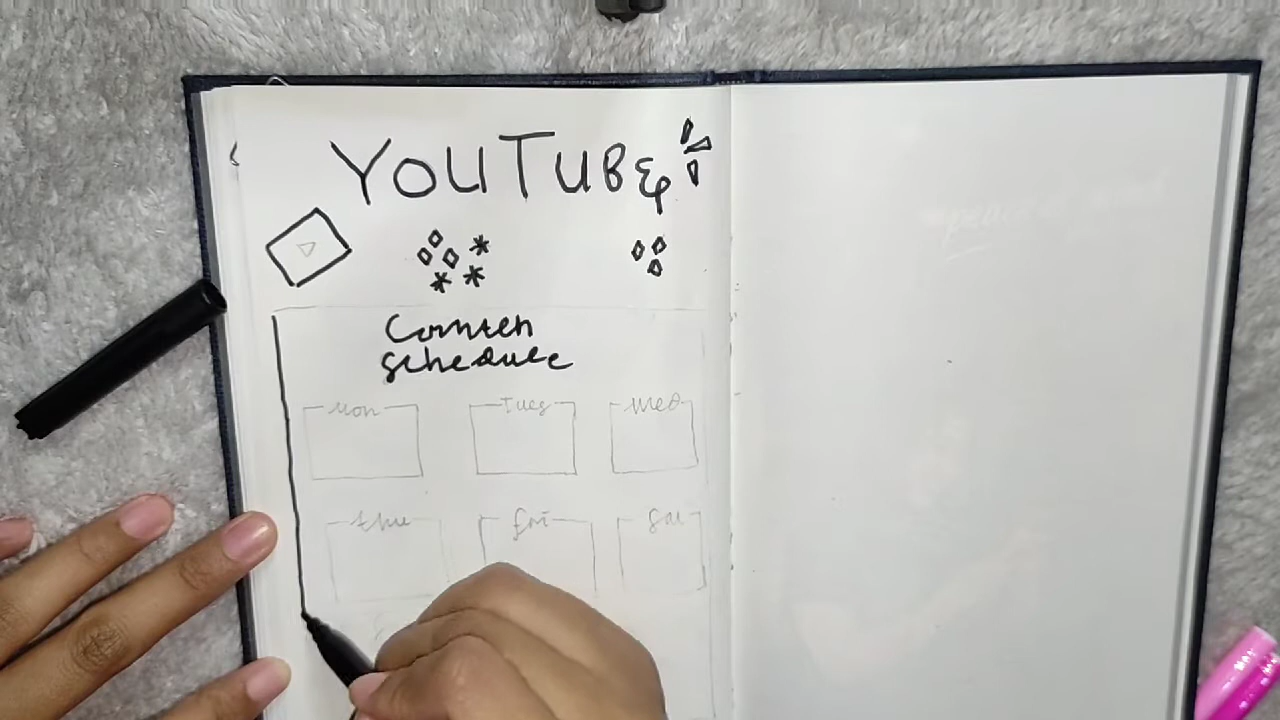 YOUTUBE
Conten
schedule
Mon Tues Wed
thu fri Sat